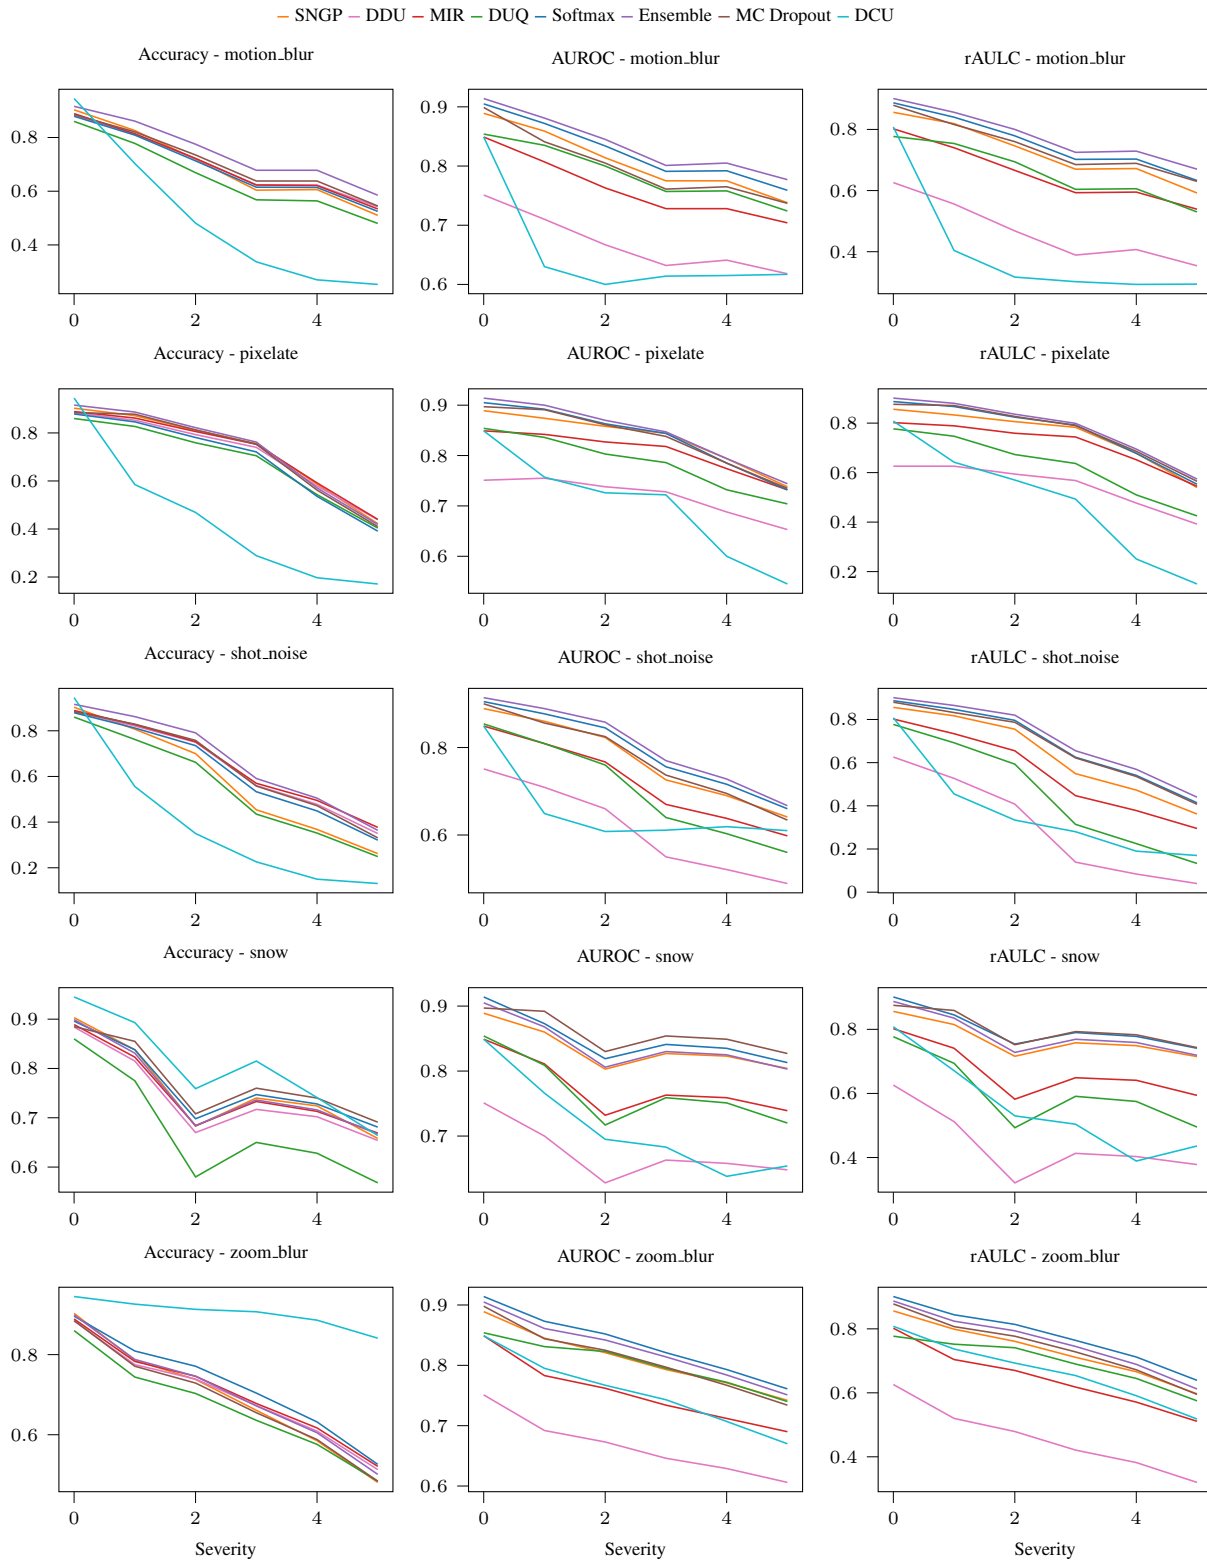 SNGP DDU MIR DUQ Softmax Ensemble MC Dropout DCU
Accuracy - motion_blur
AUROC - motion_blur
rAULC - motion_blur
0.8
0.6
0.4
0 2 4
0.9
0.8
0.7
0.6
0 2 4
0.8
0.6
0.4
0 2 4
Accuracy - pixelate
AUROC - pixelate
rAULC - pixelate
0.8
0.6
0.4
0.2
0 2 4
0.9
0.8
0.7
0.6
0 2 4
0.8
0.6
0.4
0.2
0 2 4
Accuracy - shot_noise
AUROC - shot_noise
rAULC - shot_noise
0.8
0.6
0.4
0.2
0 2 4
0.8
0.6
0 2 4
0.8
0.6
0.4
0.2
0
0 2 4
Accuracy - snow
AUROC - snow
rAULC - snow
0.9
0.8
0.7
0.6
0 2 4
0.9
0.8
0.7
0 2 4
0.8
0.6
0.4
0 2 4
Accuracy - zoom_blur
AUROC - zoom_blur
rAULC - zoom_blur
0.8
0.6
0 2 4
Severity
0.9
0.8
0.7
0.6
0 2 4
Severity
0.8
0.6
0.4
0 2 4
Severity